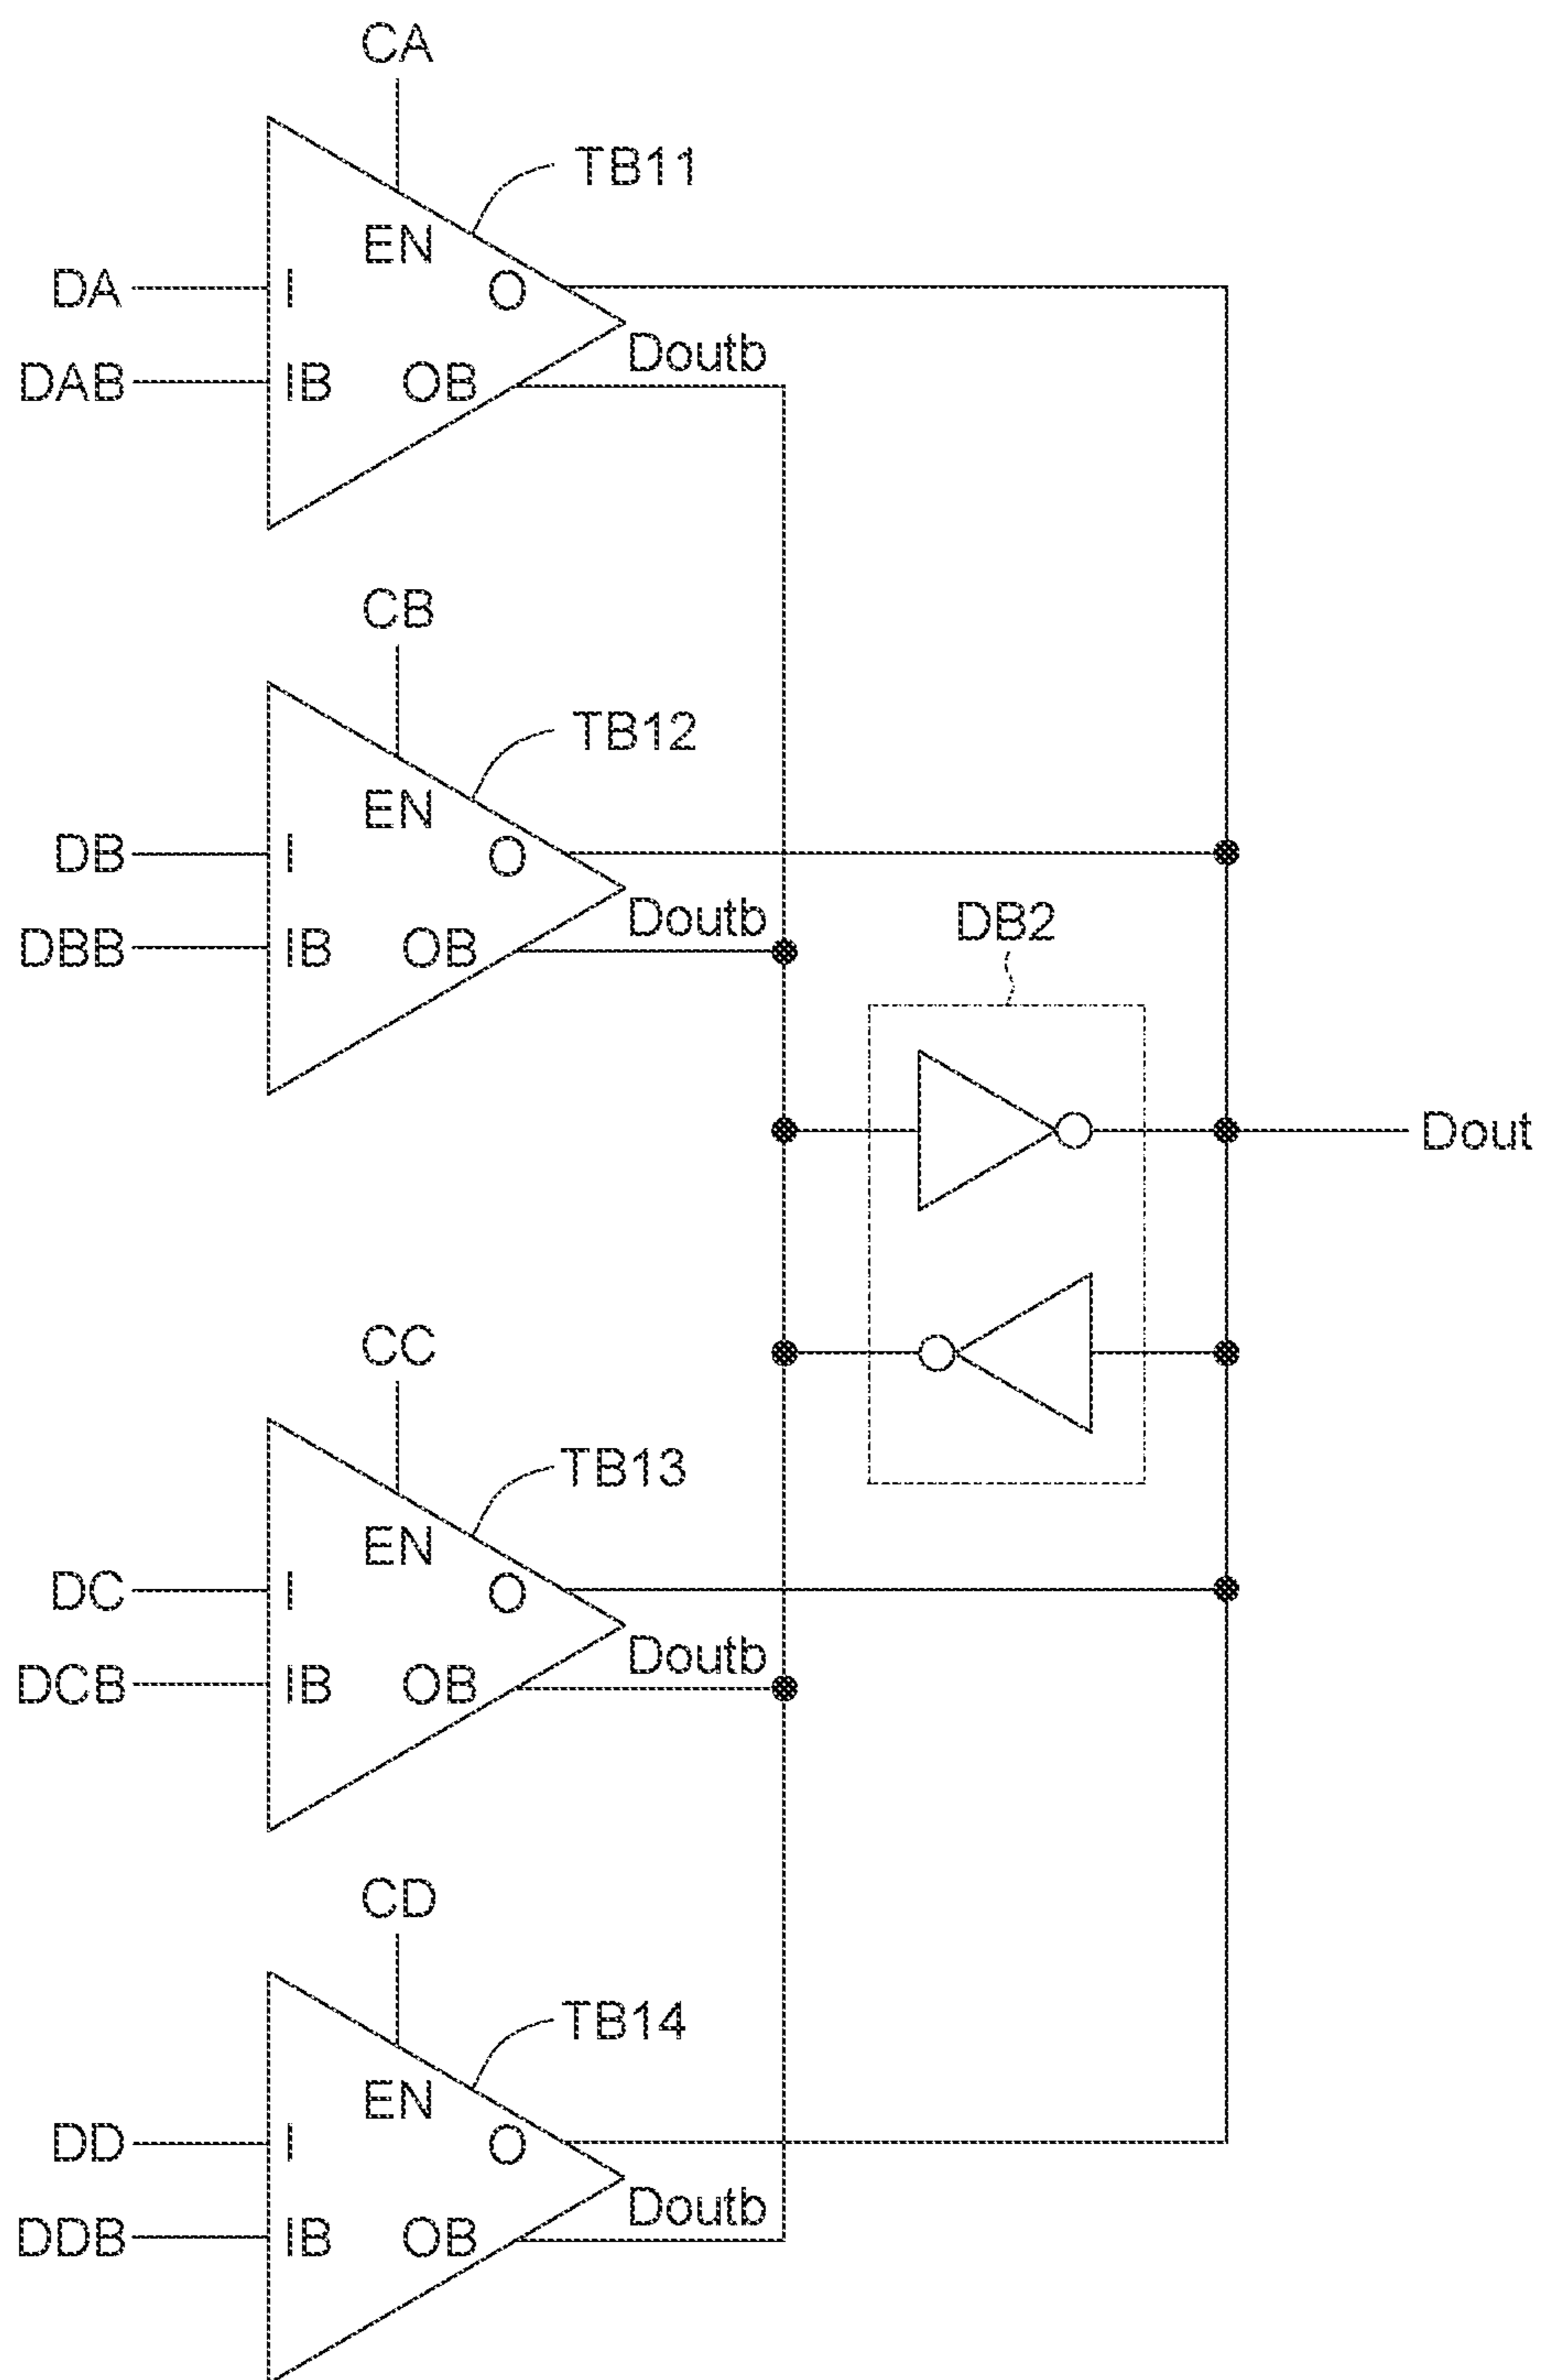 CA
TB11
EN
DA I O
Doutb
DAB IB OB
CB
TB12
EN
DB I O
Doutb
DBB IB OB
DB2
Dout
CC
TB13
EN
DC I O
Doutb
DCB IB OB
CD
TB14
EN
DD I O
Doutb
DDB IB OB